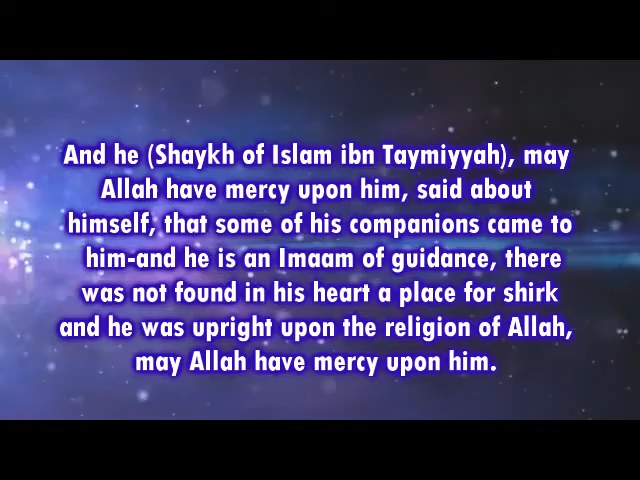 And he (Shaykh of Islam ibn Taymiyyah), may
Allah have mercy upon him, said about
himself, that some of his companions came to
him-and he is an Imaam of guidance, there
was not found in his heart a place for shirk
and he was upright upon the religion of Allah,
may Allah have mercy upon him.